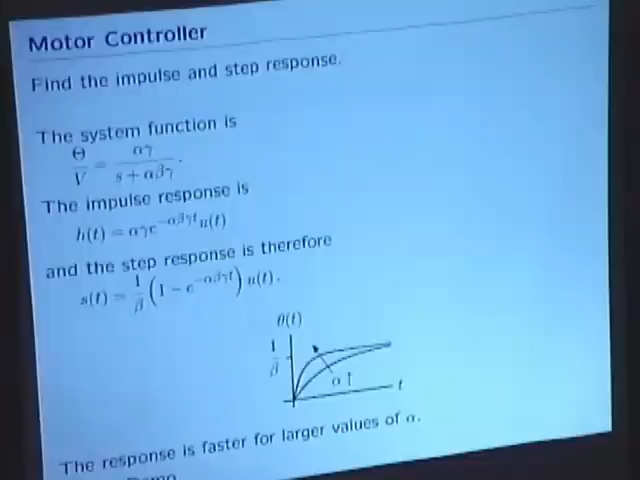 Motor Controller
Find the impulse and step response.
The system function is
Θ/V = αγ/(s + αβγ).
The impulse response is
h(t) = αγe^{−αβγt}u(t)
and the step response is therefore
s(t) = 1/β (1 − e^{−αβγt}) u(t).
θ(t)
1/β
α ↑
t
The response is faster for larger values of α.
Demo